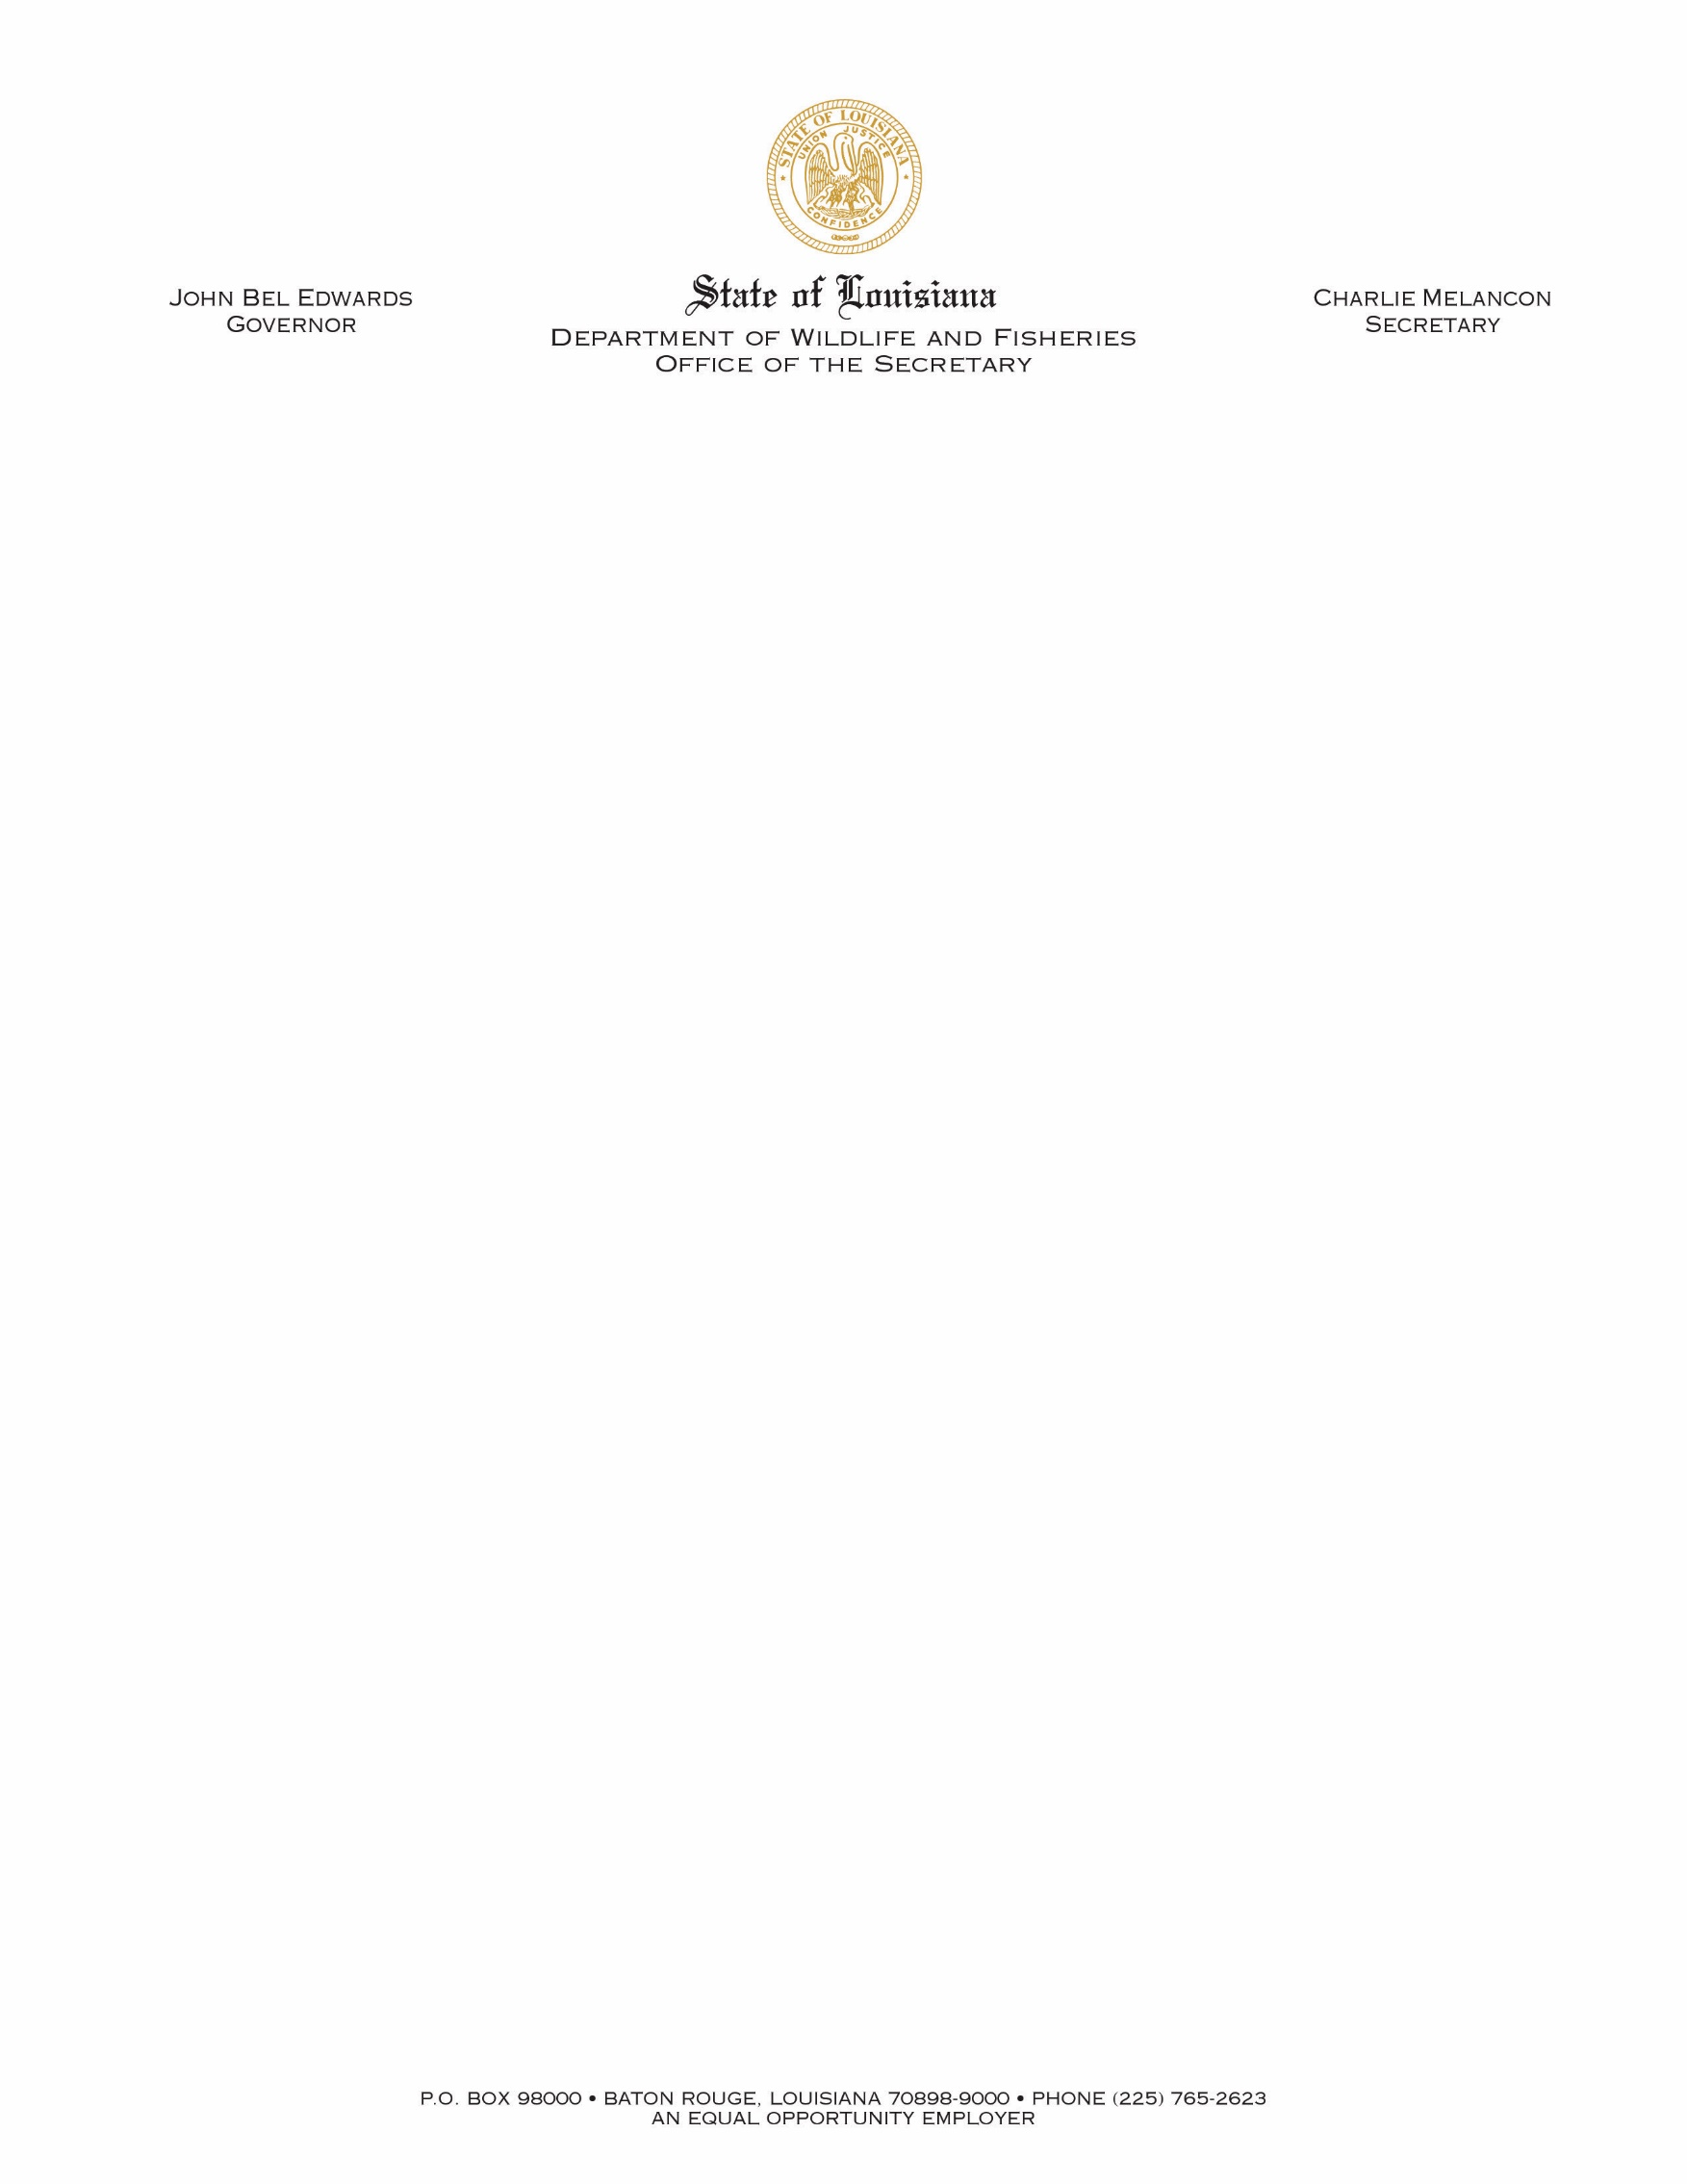 STATE OF LOUISIANA
UNION JUSTICE
CONFIDENCE
State of Louisiana
JOHN BEL EDWARDS
GOVERNOR
DEPARTMENT OF WILDLIFE AND FISHERIES
OFFICE OF THE SECRETARY
CHARLIE MELANCON
SECRETARY
P.O. BOX 98000 • BATON ROUGE, LOUISIANA 70898-9000 • PHONE (225) 765-2623
AN EQUAL OPPORTUNITY EMPLOYER